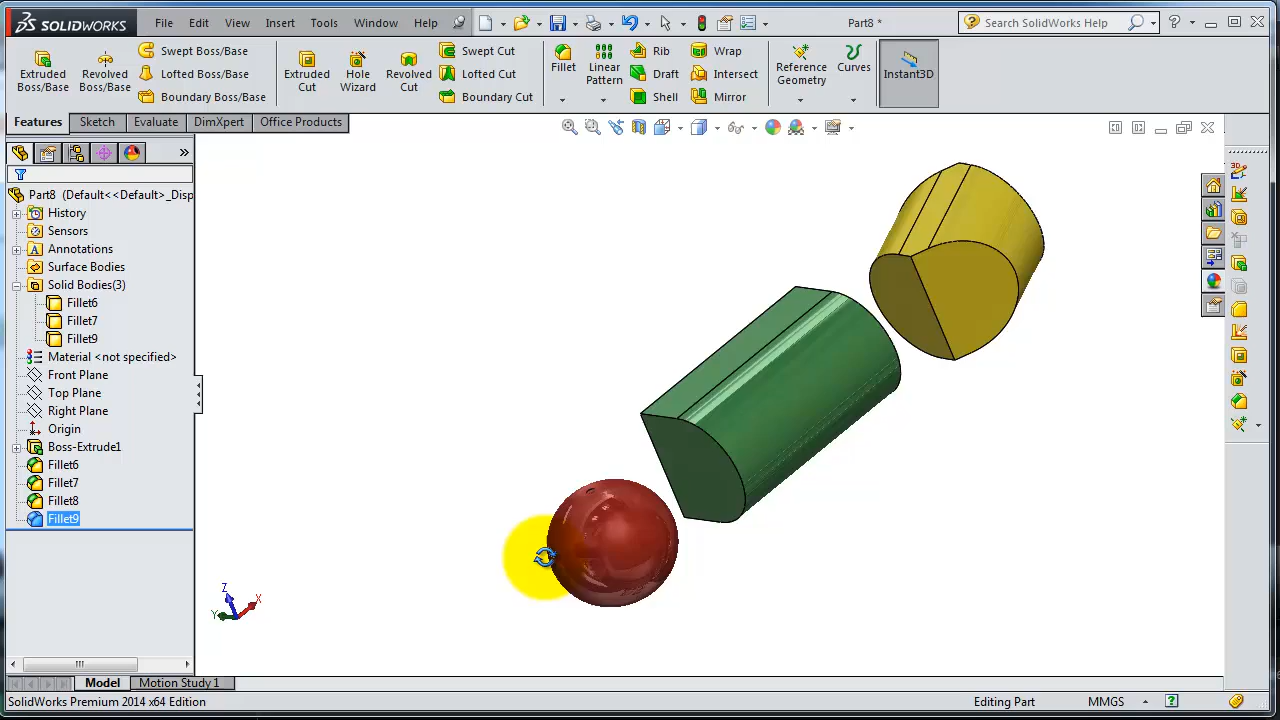 SOLIDWORKS File Edit View Insert Tools Window Help Part8 * Search SolidWorks Help
Extruded Boss/Base
Revolved Boss/Base
Swept Boss/Base
Lofted Boss/Base
Boundary Boss/Base
Extruded Cut
Hole Wizard
Revolved Cut
Swept Cut
Lofted Cut
Boundary Cut
Fillet
Linear Pattern
Rib
Draft
Shell
Wrap
Intersect
Mirror
Reference Geometry
Curves
Instant3D
Features Sketch Evaluate DimXpert Office Products
Part8 (Default<<Default>_Disp
History
Sensors
Annotations
Surface Bodies
Solid Bodies(3)
Fillet6
Fillet7
Fillet9
Material <not specified>
Front Plane
Top Plane
Right Plane
Origin
Boss-Extrude1
Fillet6
Fillet7
Fillet8
Fillet9
Z
Y X
Model Motion Study 1
SolidWorks Premium 2014 x64 Edition Editing Part MMGS